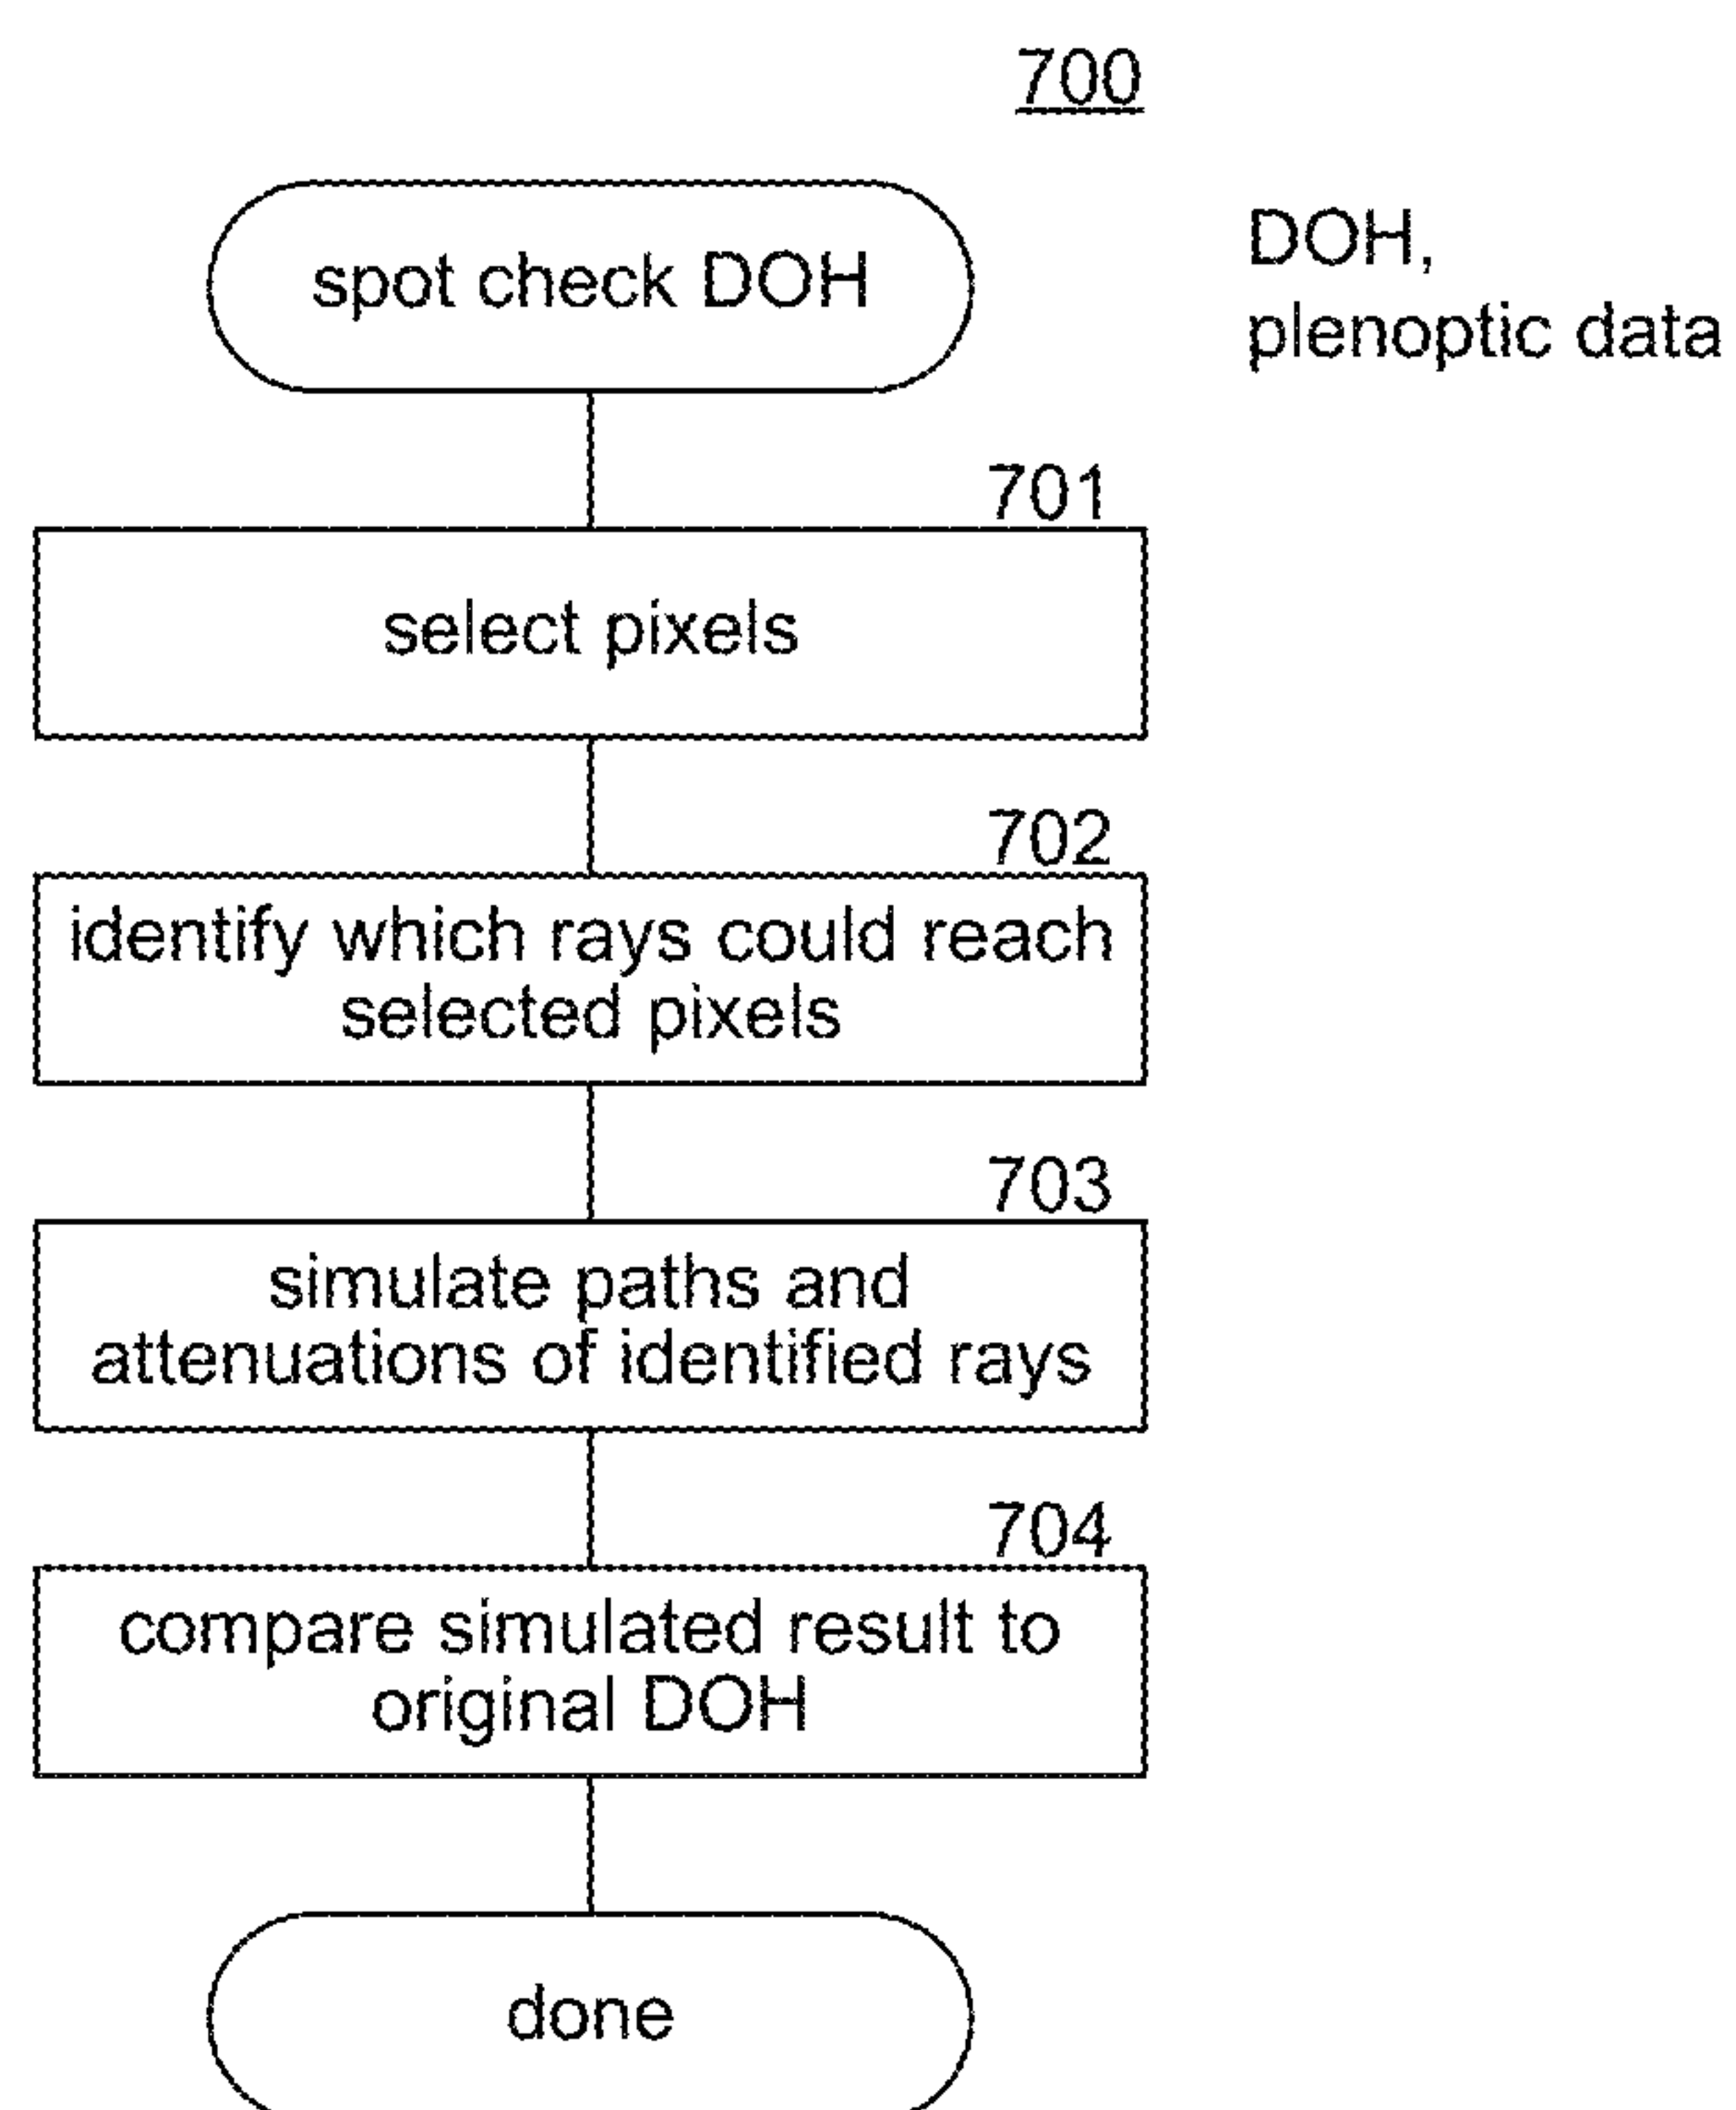 700
spot check DOH
DOH,
plenoptic data
701
select pixels
702
identify which rays could reach
selected pixels
703
simulate paths and
attenuations of identified rays
704
compare simulated result to
original DOH
done